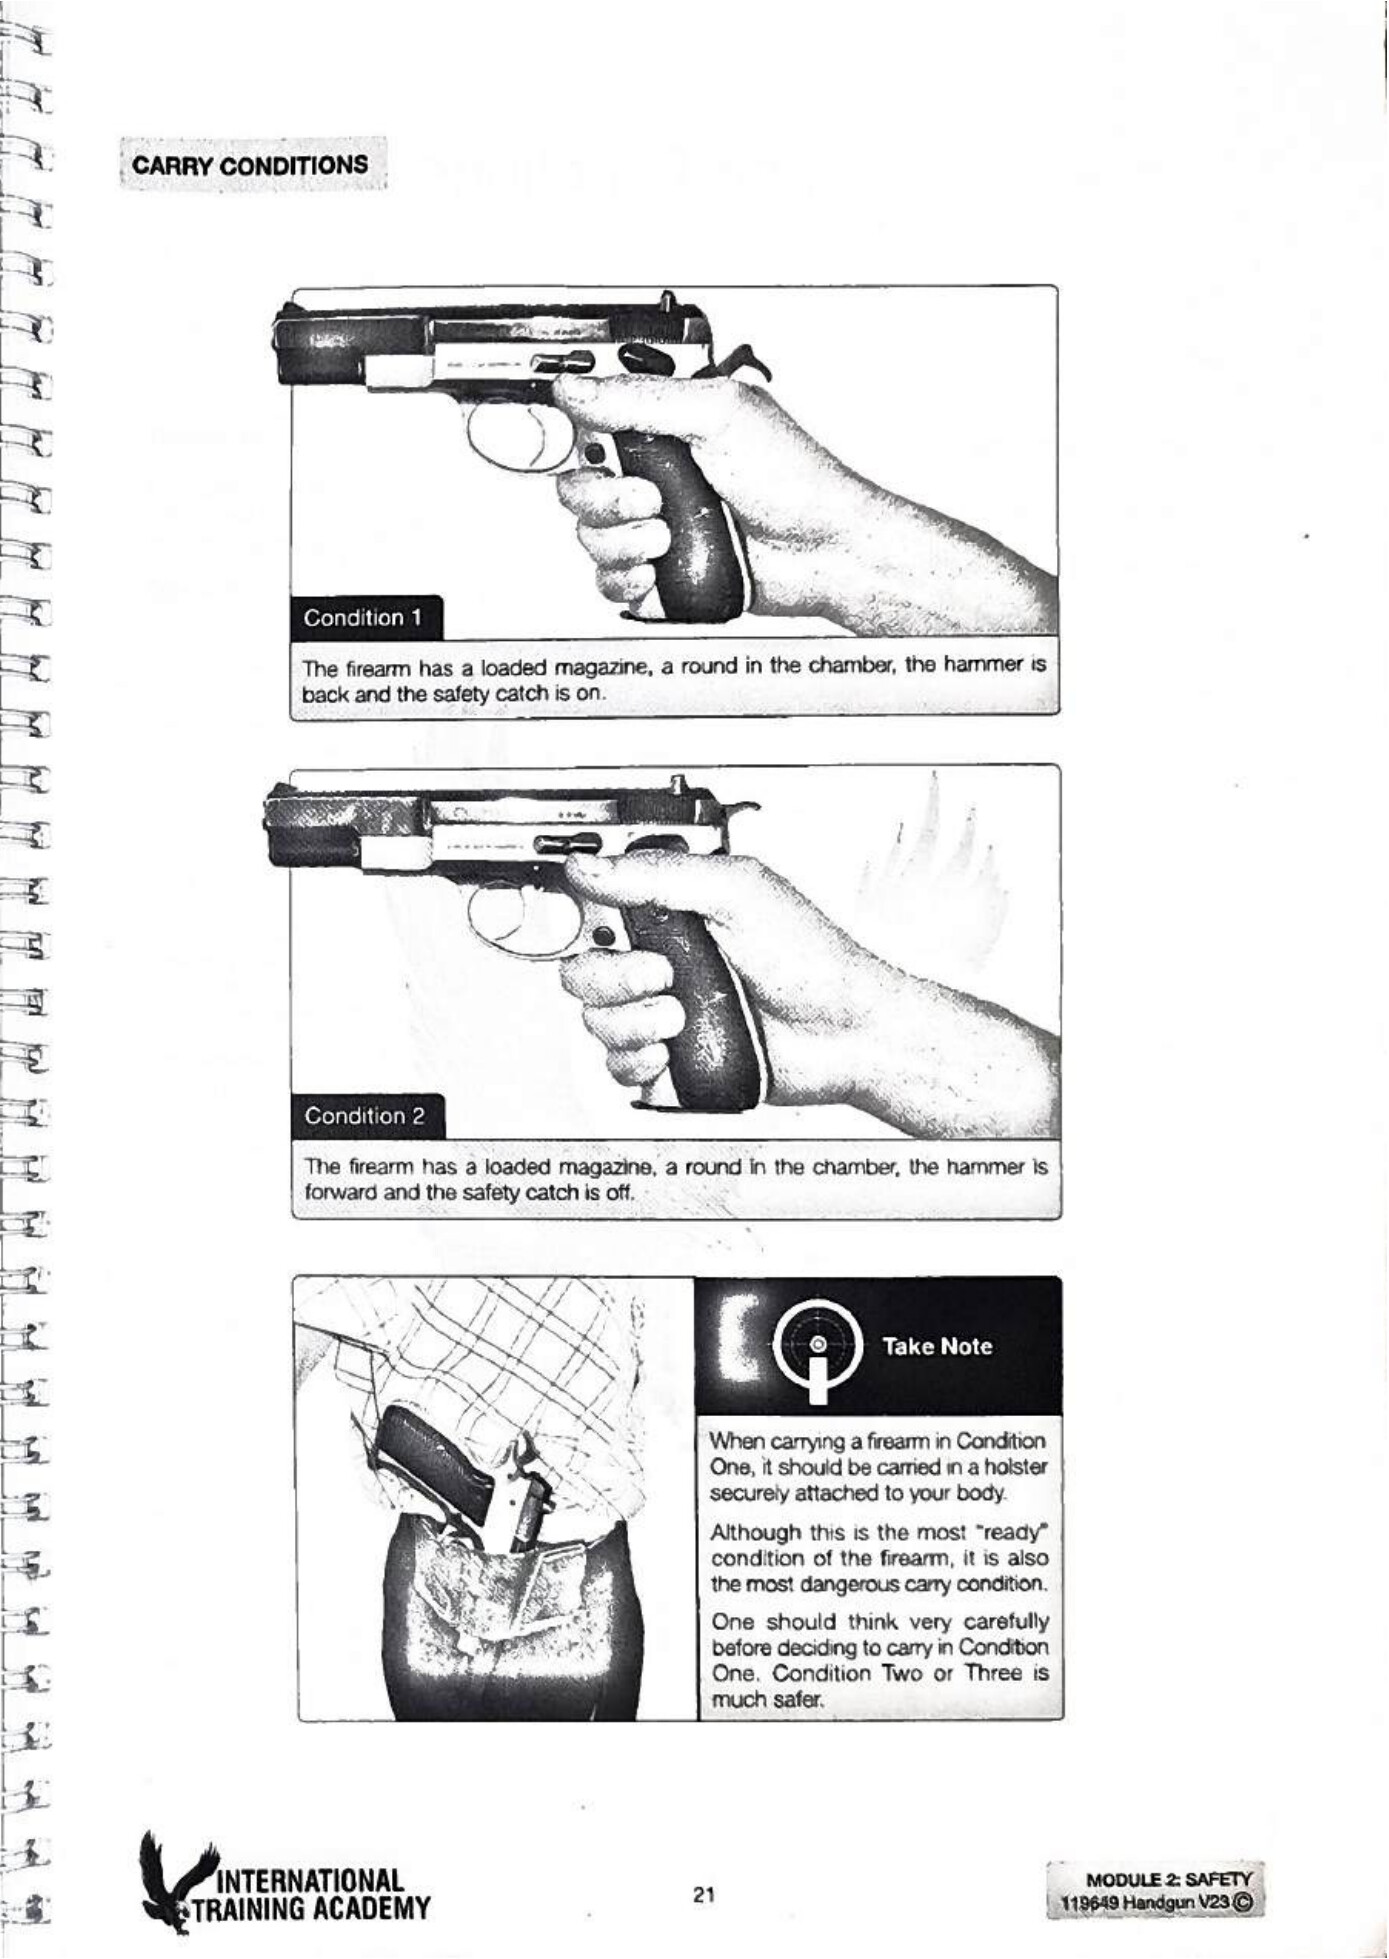 CARRY CONDITIONS
Condition 1
The firearm has a loaded magazine, a round in the chamber, the hammer is
back and the safety catch is on.
Condition 2
The firearm has a loaded magazine, a round in the chamber, the hammer is
forward and the safety catch is off.
Take Note
When carrying a firearm in Condition
One, it should be carried in a holster
securely attached to your body.
Although this is the most "ready"
condition of the firearm, it is also
the most dangerous carry condition.
One should think very carefully
before deciding to carry in Condition
One. Condition Two or Three is
much safer.
INTERNATIONAL
TRAINING ACADEMY
21
MODULE 2: SAFETY
119649 Handgun V23 ©